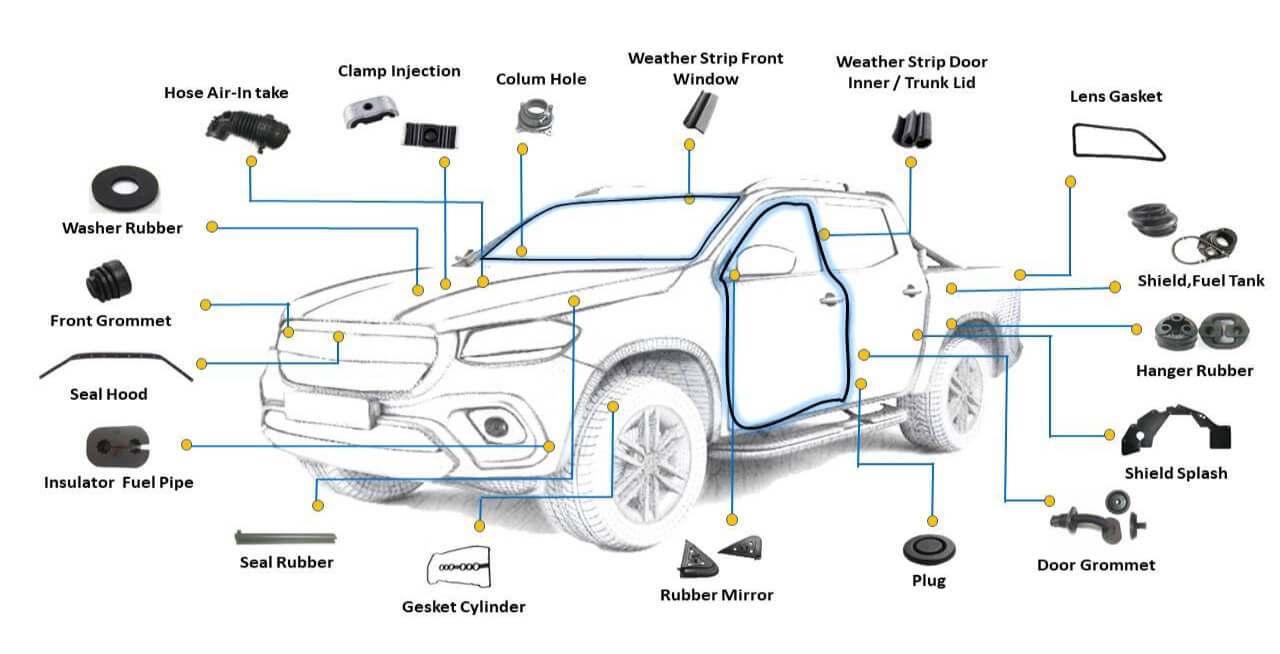 Weather Strip Front
Window
Weather Strip Door
Inner / Trunk Lid
Clamp Injection
Colum Hole
Hose Air-In take
Lens Gasket
Washer Rubber
Shield,Fuel Tank
Front Grommet
Hanger Rubber
Seal Hood
Shield Splash
Insulator  Fuel Pipe
Seal Rubber
Door Grommet
Plug
Rubber Mirror
Gesket Cylinder